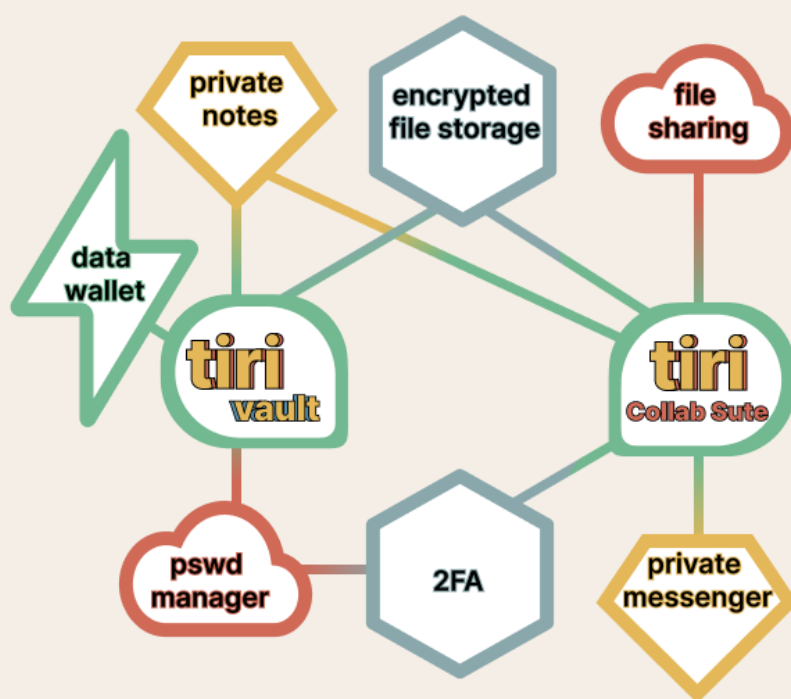 private
notes
encrypted
file storage
file
sharing
data
wallet
tiri
vault
tiri
Collab Sute
pswd
manager
2FA
private
messenger